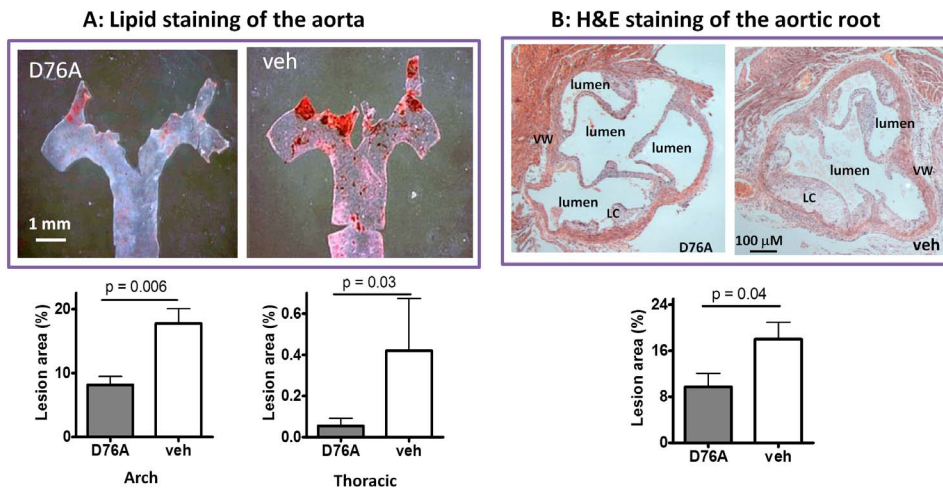 A: Lipid staining of the aorta
D76A
veh
1 mm
B: H&E staining of the aortic root
lumen
lumen
lumen
VW
lumen
LC
D76A
lumen
lumen
VW
LC
100 µM
veh
p = 0.006
Lesion area (%)
20
10
0
D76A veh
Arch
p = 0.03
Lesion area (%)
0.6
0.4
0.2
0.0
D76A veh
Thoracic
p = 0.04
Lesion area (%)
24
16
8
0
D76A veh